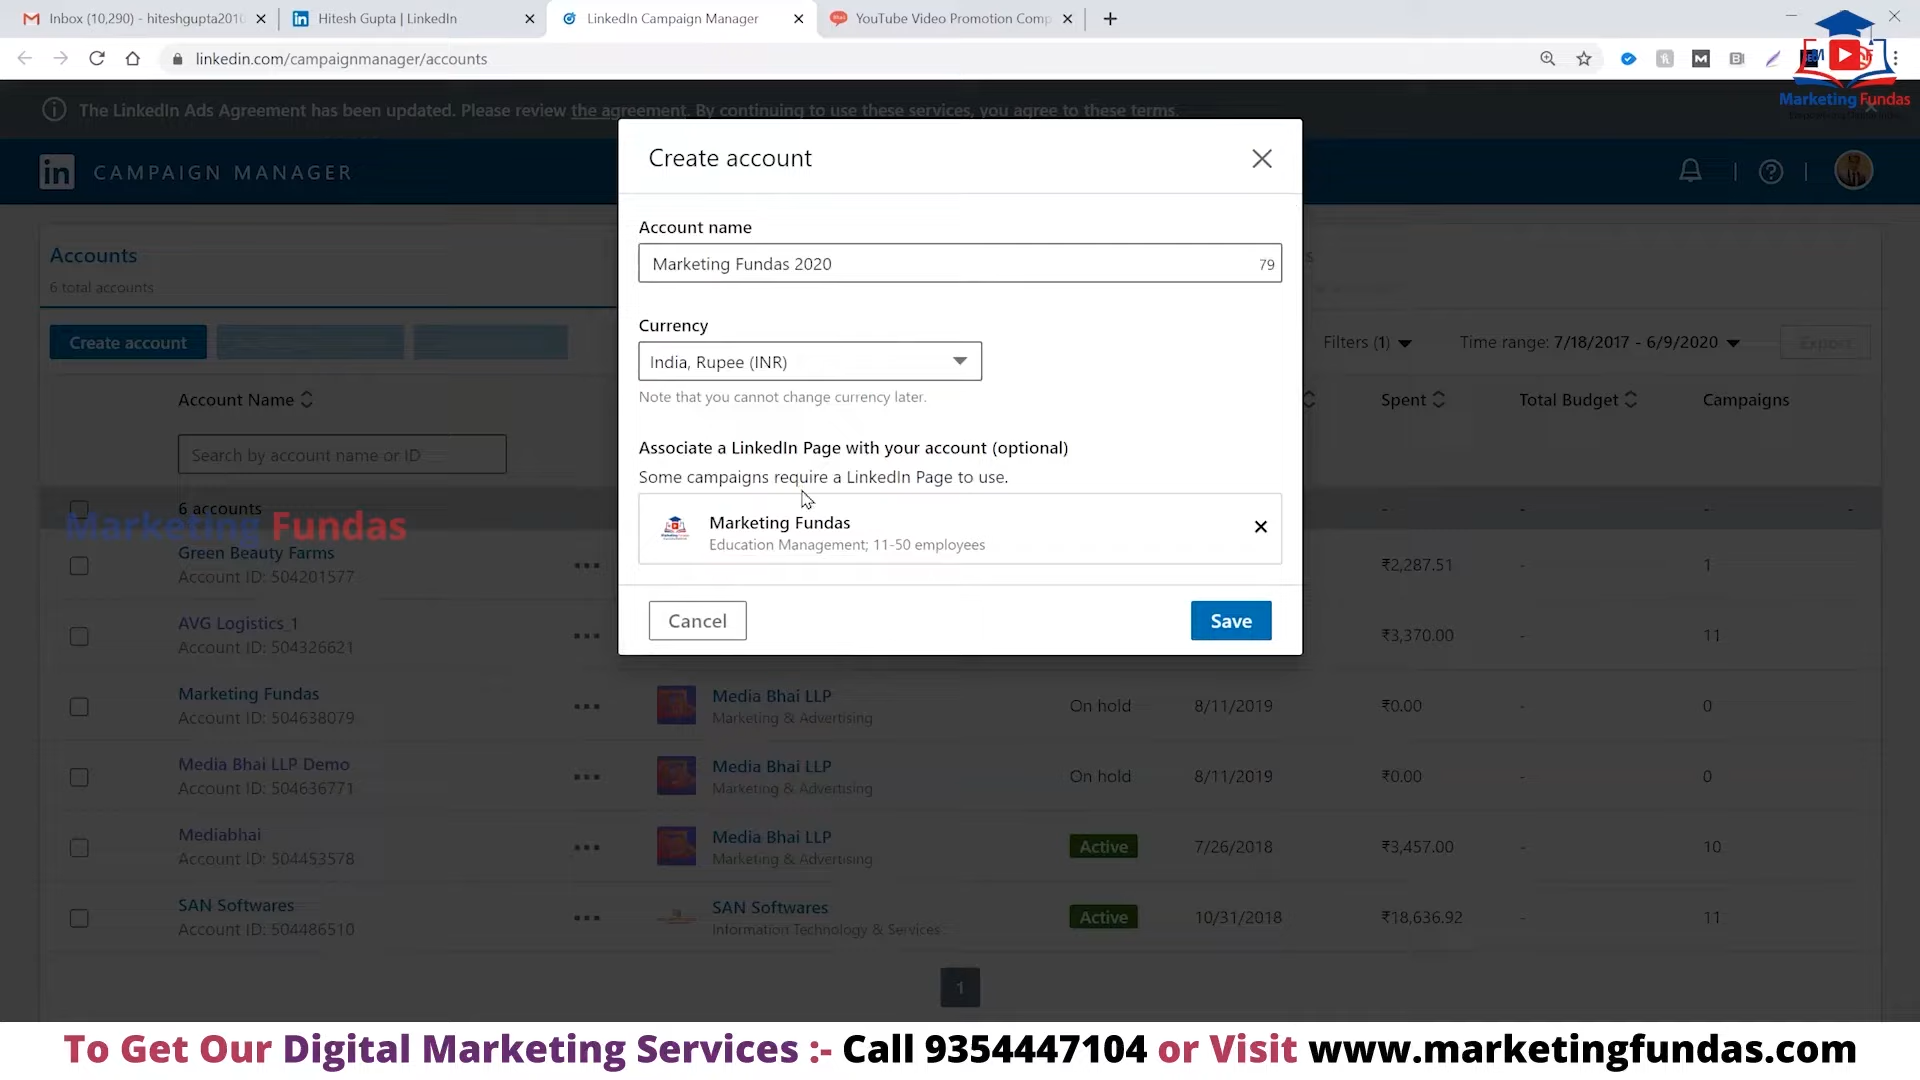 Inbox (10,290) - hiteshgupta2010
Hitesh Gupta | LinkedIn
LinkedIn Campaign Manager
YouTube Video Promotion Comp
linkedin.com/campaignmanager/accounts
Marketing Fundas
The LinkedIn Ads Agreement has been updated. Please review the agreement. By continuing to use these services, you agree to these terms.
in CAMPAIGN MANAGER
Create account
Accounts
6 total accounts
Account name
Marketing Fundas 2020
79
Currency
India, Rupee (INR)
Note that you cannot change currency later.
Associate a LinkedIn Page with your account (optional)
Some campaigns require a LinkedIn Page to use.
Marketing Fundas
Education Management; 11-50 employees
Cancel
Save
Create account
Filters (1)
Time range: 7/18/2017 - 6/9/2020
Export
Account Name
Spent
Total Budget
Campaigns
Search by account name or ID
6 accounts
- - -
Marketing Fundas
Green Beauty Farms
Account ID: 504201577
₹2,287.51 - 1
AVG Logistics_1
Account ID: 504326621
₹3,370.00 - 11
Marketing Fundas
Account ID: 504638079
Media Bhai LLP
Marketing & Advertising
On hold 8/11/2019 ₹0.00 - 0
Media Bhai LLP Demo
Account ID: 504636771
Media Bhai LLP
Marketing & Advertising
On hold 8/11/2019 ₹0.00 - 0
Mediabhai
Account ID: 504453578
Media Bhai LLP
Marketing & Advertising
Active 7/26/2018 ₹3,457.00 - 10
SAN Softwares
Account ID: 504486510
SAN Softwares
Information Technology & Services
Active 10/31/2018 ₹18,636.92 - 11
1
To Get Our Digital Marketing Services :- Call 9354447104 or Visit www.marketingfundas.com